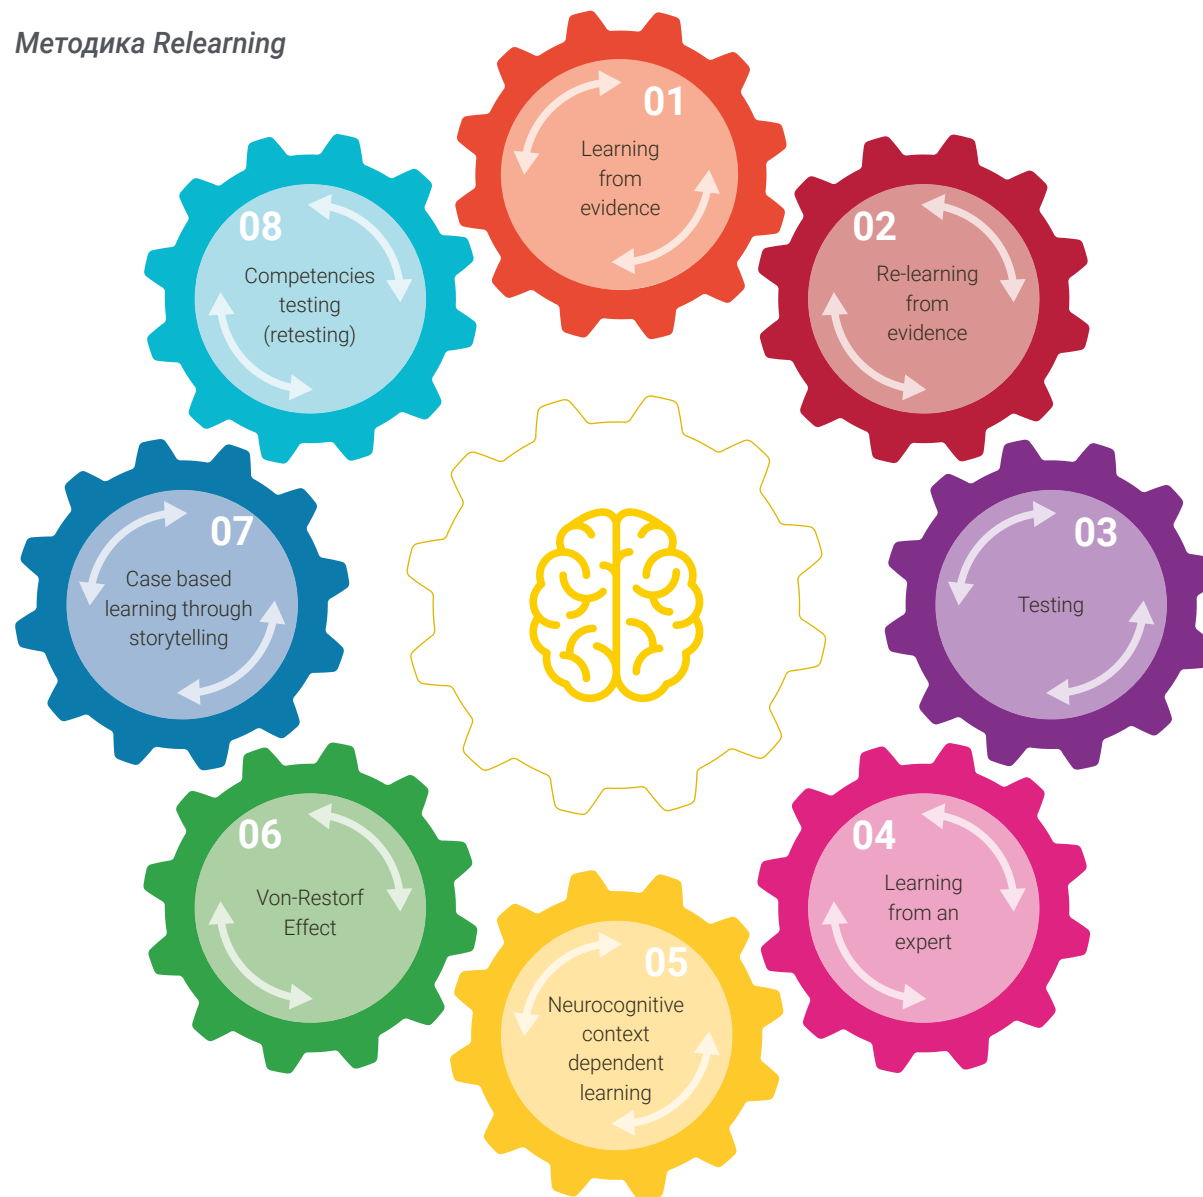 Методика Relearning
01
Learning
from
evidence
02
Re-learning
from
evidence
03
Testing
04
Learning
from an
expert
05
Neurocognitive
context
dependent
learning
06
Von-Restorf
Effect
07
Case based
learning through
storytelling
08
Competencies
testing
(retesting)